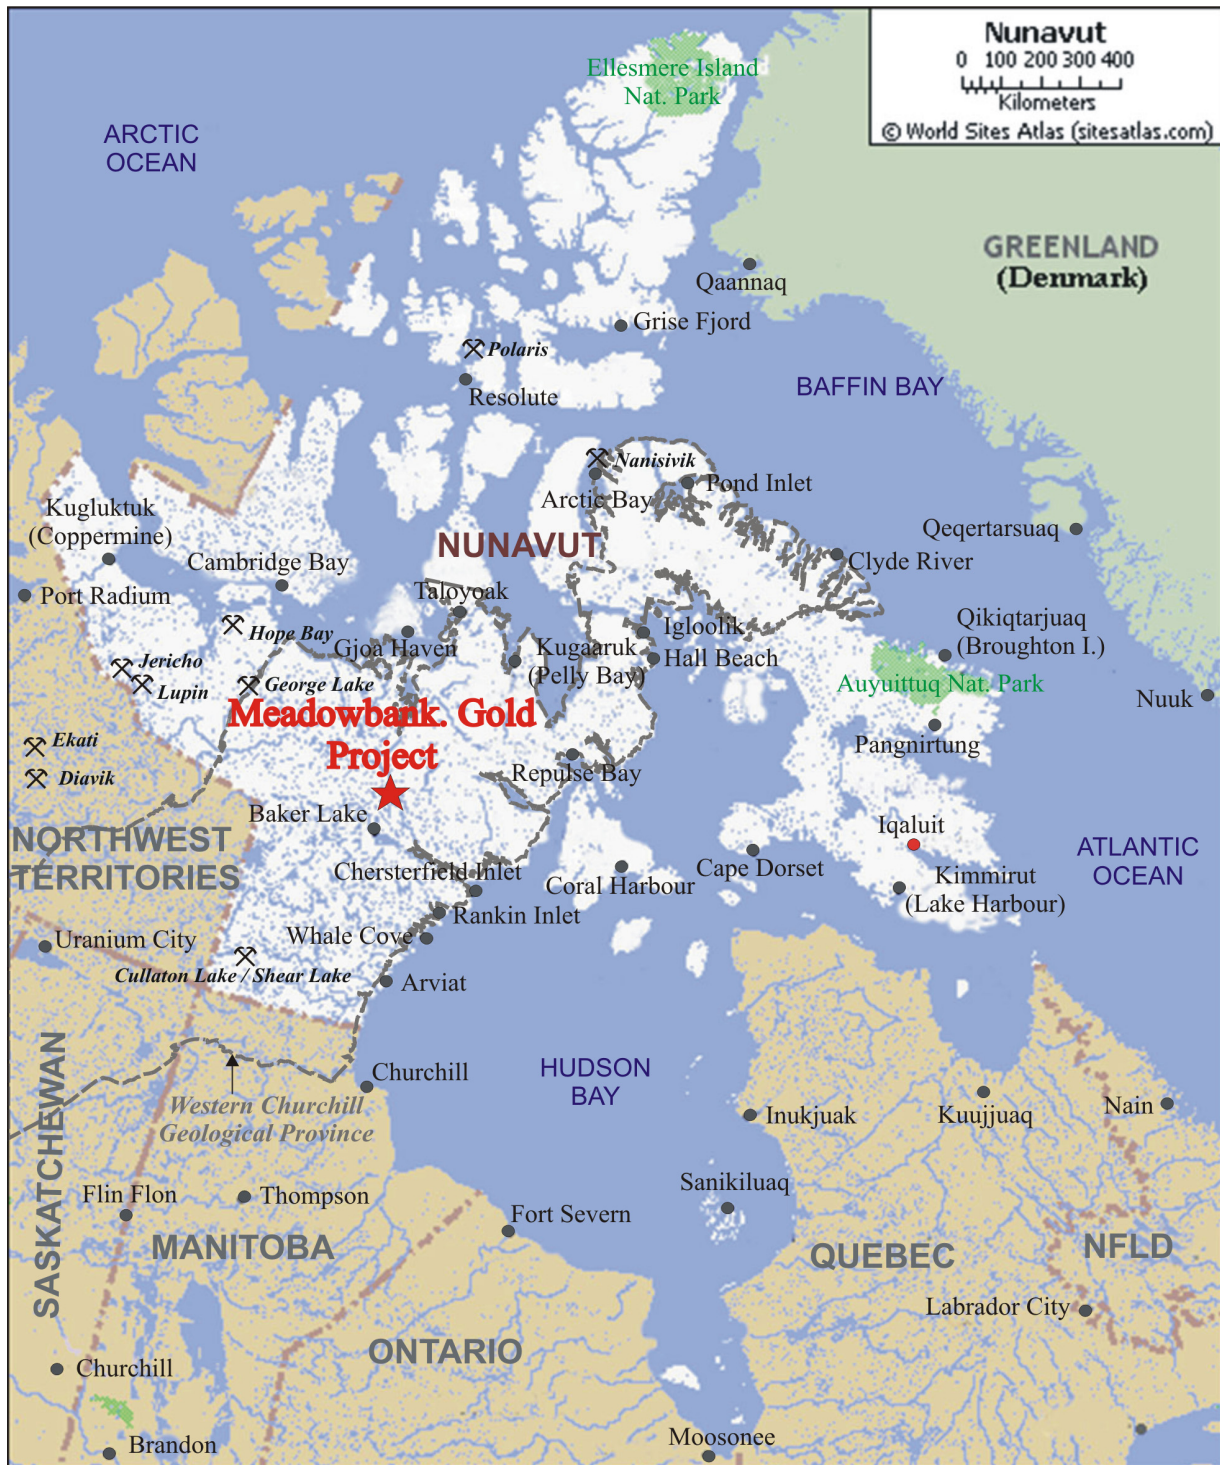 Nunavut
0 100 200 300 400
Kilometers
© World Sites Atlas (sitesatlas.com)
Ellesmere Island
Nat. Park
ARCTIC
OCEAN
GREENLAND
(Denmark)
Qaannaq
Grise Fjord
Polaris
Resolute
BAFFIN BAY
Nanisivik
Arctic Bay
Pond Inlet
Kugluktuk
(Coppermine)
Qeqertarsuaq
NUNAVUT
Cambridge Bay
Clyde River
Port Radium
Taloyoak
Hope Bay
Gjoa Haven
Igloolik
Qikiqtarjuaq
(Broughton I.)
Kugaaruk
(Pelly Bay)
Hall Beach
Jericho
Lupin
George Lake
Auyuittuq Nat. Park
Nuuk
Meadowbank. Gold
Project
Ekati
Diavik
Pangnirtung
Repulse Bay
Baker Lake
NORTHWEST
TERRITORIES
Iqaluit
ATLANTIC
OCEAN
Chersterfield Inlet
Coral Harbour
Cape Dorset
Kimmirut
(Lake Harbour)
Rankin Inlet
Whale Cove
Uranium City
Cullaton Lake / Shear Lake
Arviat
HUDSON
BAY
Churchill
Western Churchill
Geological Province
SASKATCHEWAN
Inukjuak
Kuujjuaq
Nain
Sanikiluaq
Flin Flon
Thompson
Fort Severn
MANITOBA
QUEBEC
NFLD
Labrador City
ONTARIO
Churchill
Brandon
Moosonee